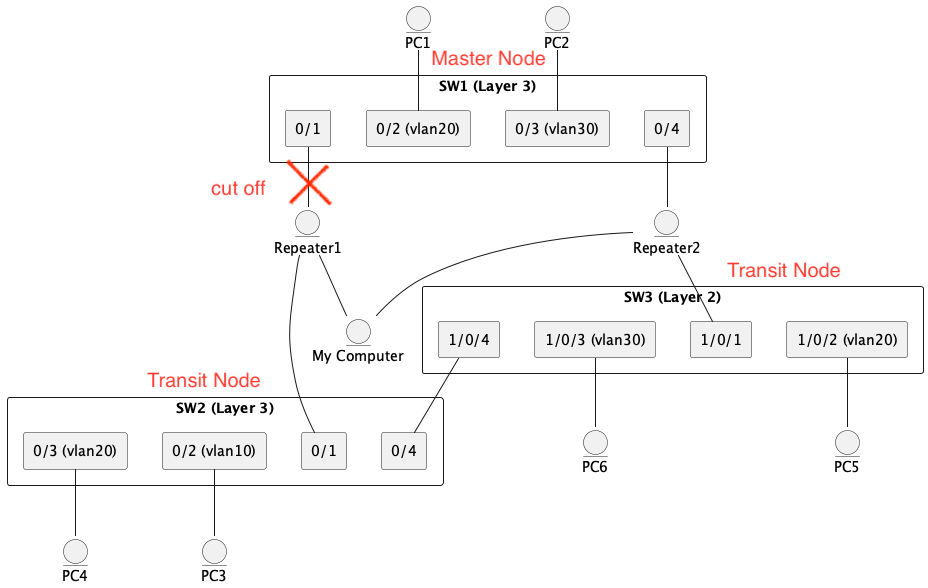 PC1
PC2
Master Node
SW1 (Layer 3)
0/1
0/2 (vlan20)
0/3 (vlan30)
0/4
cut off
Repeater1
Repeater2
Transit Node
SW3 (Layer 2)
My Computer
1/0/4
1/0/3 (vlan30)
1/0/1
1/0/2 (vlan20)
Transit Node
SW2 (Layer 3)
0/3 (vlan20)
0/2 (vlan10)
0/1
0/4
PC6
PC5
PC4
PC3